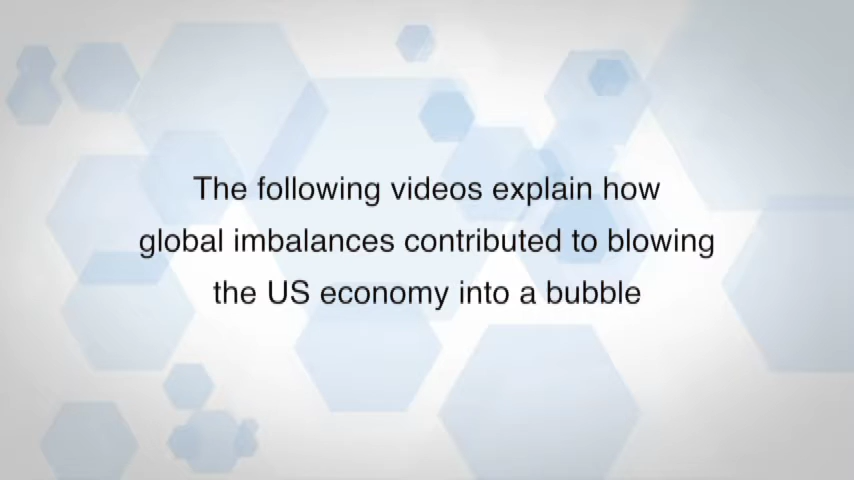 The following videos explain how
global imbalances contributed to blowing
the US economy into a bubble